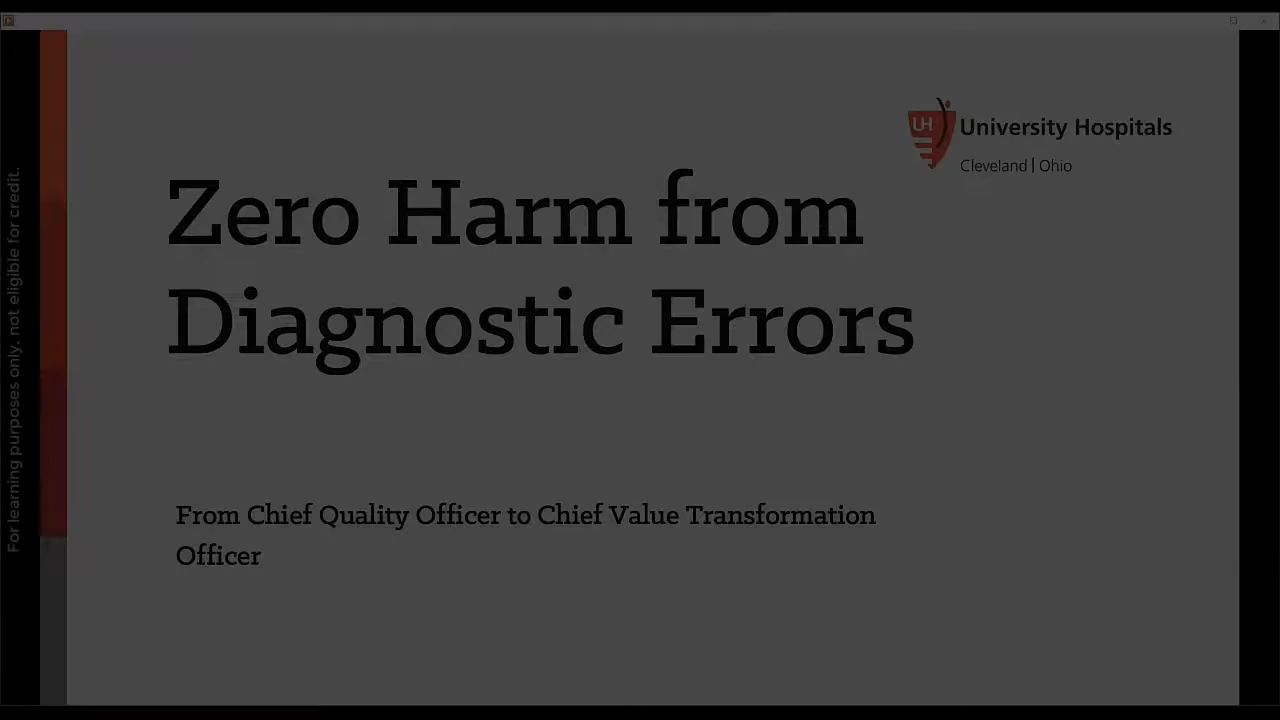 For learning purposes only, not eligible for credit.
UH
University Hospitals
Cleveland | Ohio
Zero Harm from
Diagnostic Errors
From Chief Quality Officer to Chief Value Transformation
Officer